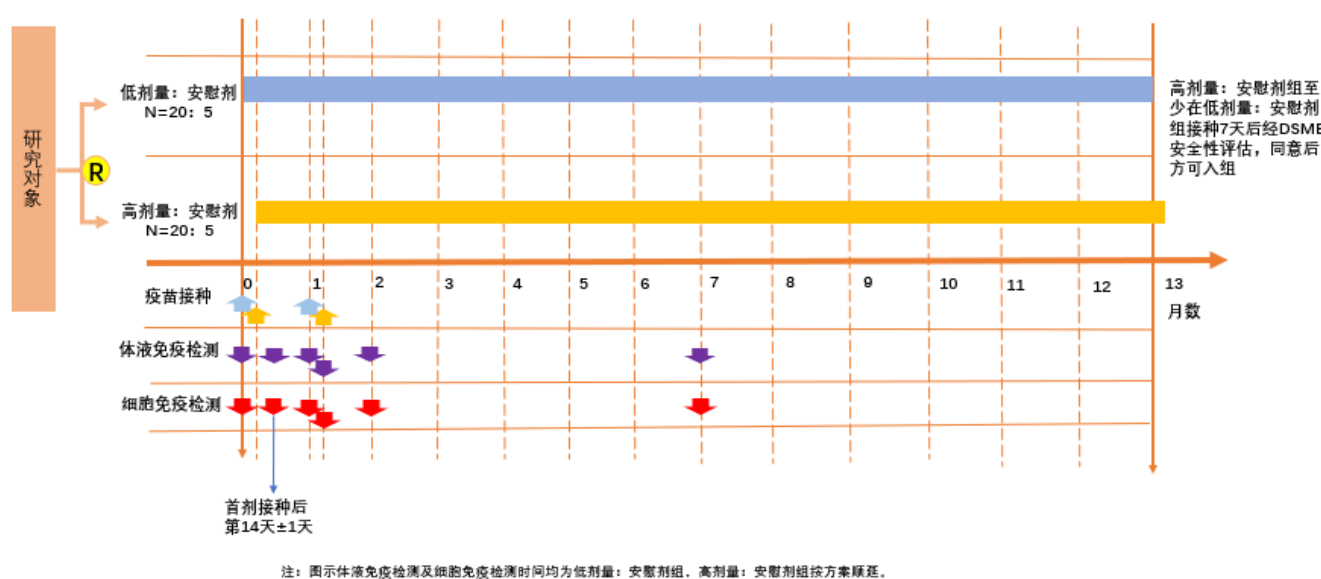 研究对象
R
低剂量：安慰剂
N=20：5
高剂量：安慰剂
N=20：5
高剂量：安慰剂组至
少在低剂量：安慰剂
组接种7天后经DSMB
安全性评估，同意后
方可入组
0 1 2 3 4 5 6 7 8 9 10 11 12 13
月数
疫苗接种
体液免疫检测
细胞免疫检测
首剂接种后
第14天±1天
注：图示体液免疫检测及细胞免疫检测时间均为低剂量：安慰剂组，高剂量：安慰剂组按方案顺延。